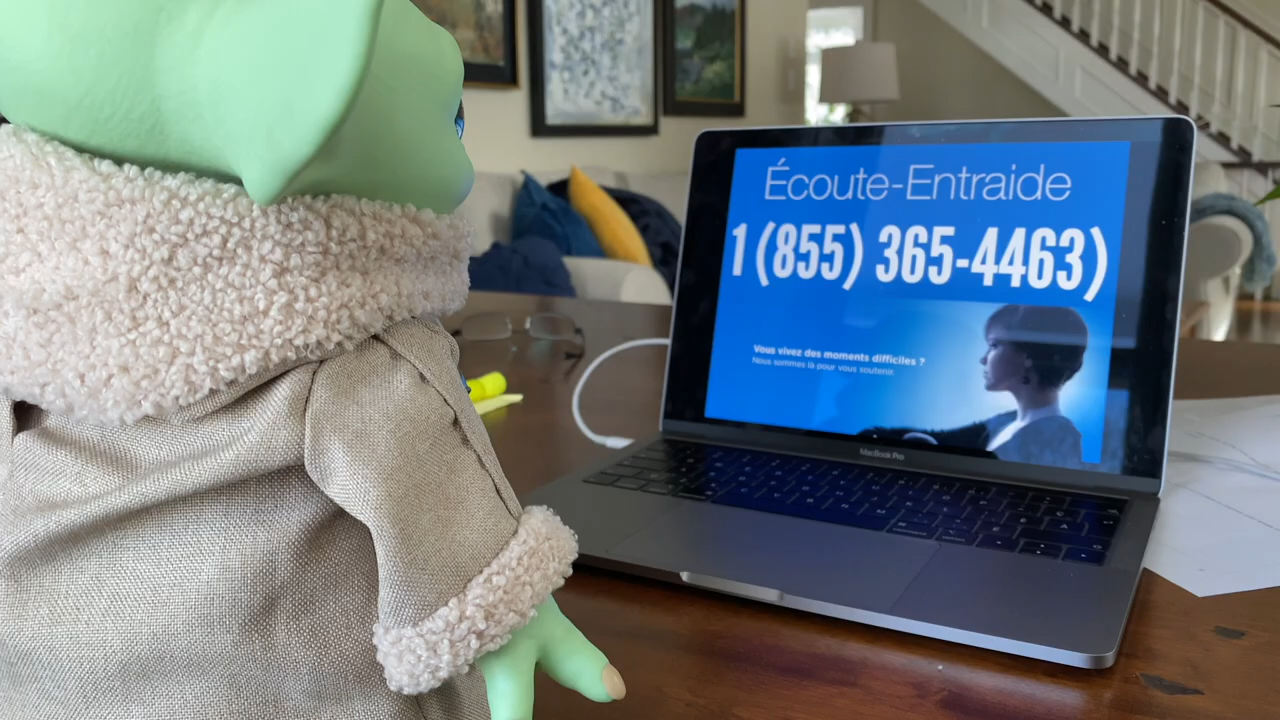 Écoute-Entraide
1 (855) 365-4463)
Vous vivez des moments difficiles ?
Nous sommes là pour vous soutenir.
MacBook Pro